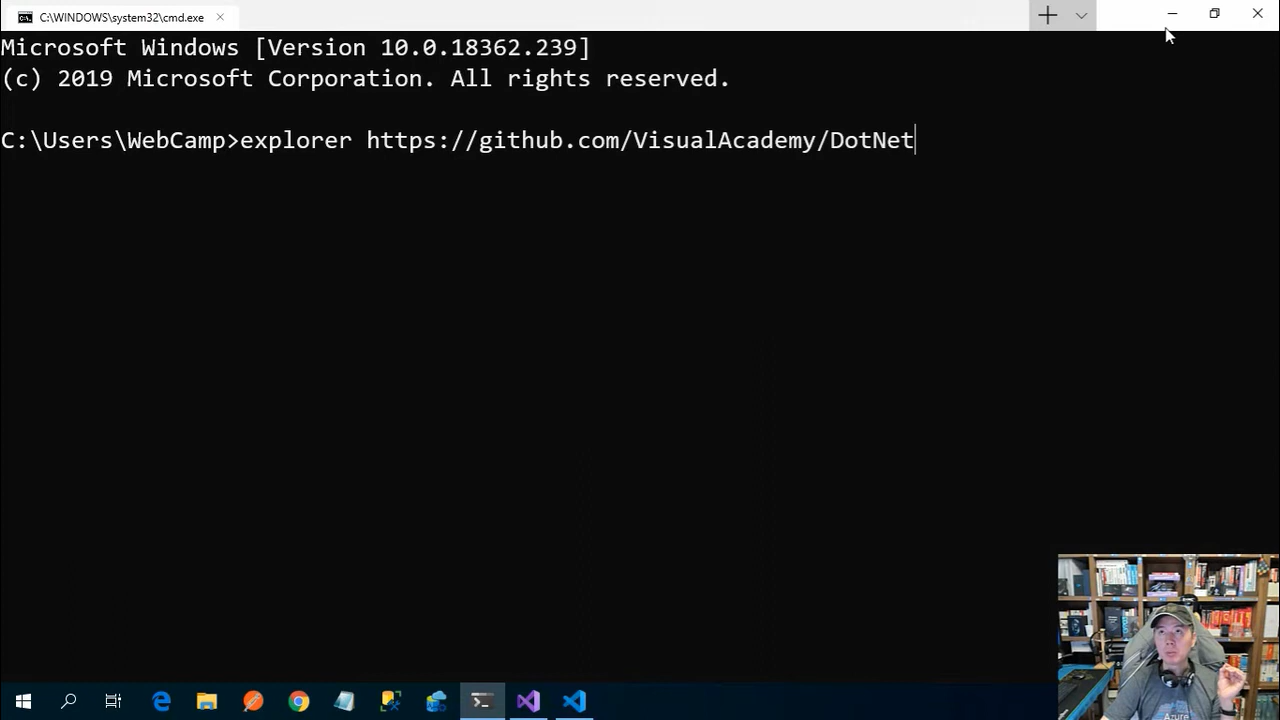 C:\WINDOWS\system32\cmd.exe
Microsoft Windows [Version 10.0.18362.239]
(c) 2019 Microsoft Corporation. All rights reserved.
C:\Users\WebCamp>explorer https://github.com/VisualAcademy/DotNet
Azure